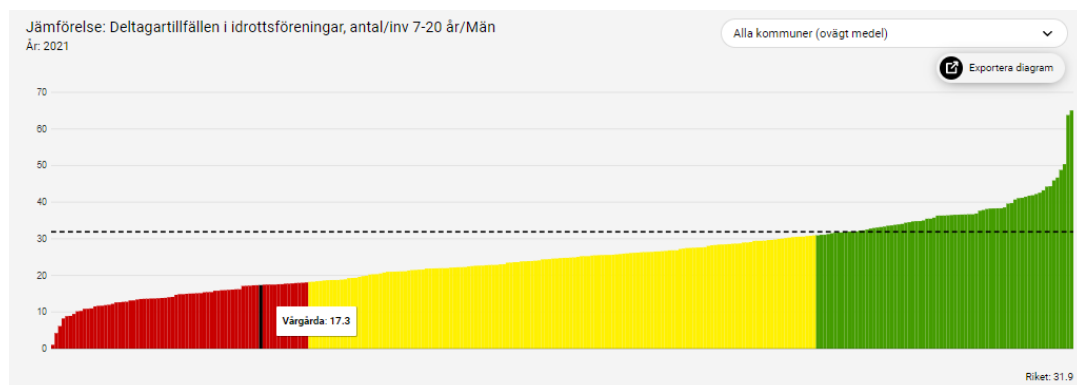 Jämförelse: Deltagartillfällen i idrottsföreningar, antal/inv 7-20 år/Män
År: 2021
Alla kommuner (ovägt medel)
Exportera diagram
70
60
50
40
30
20
10
0
Vårgårda: 17.3
Riket: 31.9